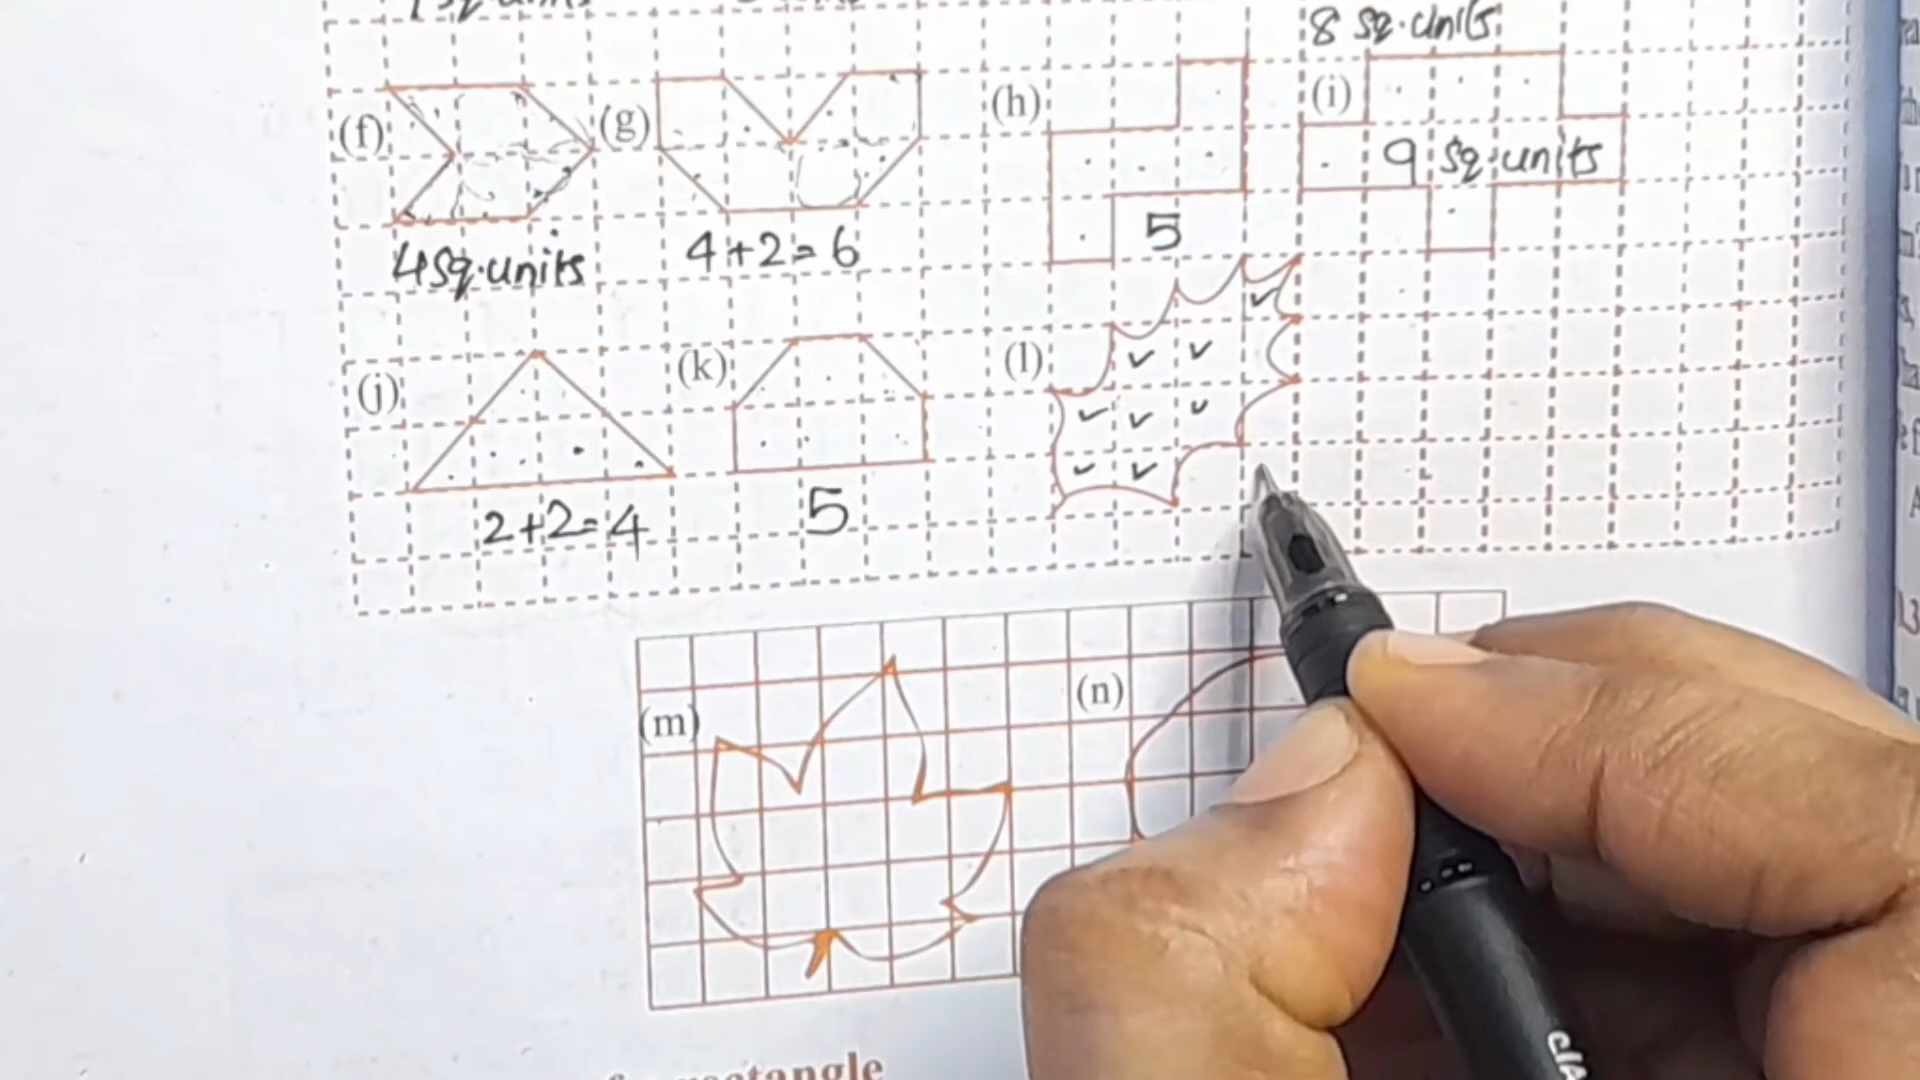 8 Sq. units
(f)
(g)
(h)
(i)
9 Sq. units
4 Sq. units
4+2=6
5
(j)
(k)
(l)
2+2=4
5
(m)
(n)
rectangle